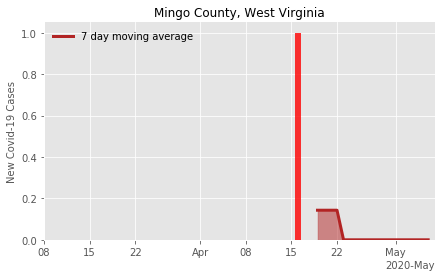 Mingo County, West Virginia
7 day moving average
New Covid-19 Cases
1.0
0.8
0.6
0.4
0.2
0.0
08 15 22 Apr 08 15 22 May
2020-May